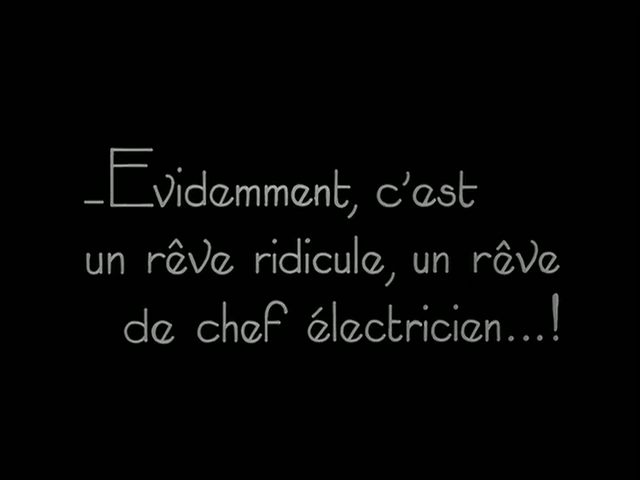 _Evidemment, c'est
un rêve ridicule, un rêve
de chef électricien...!